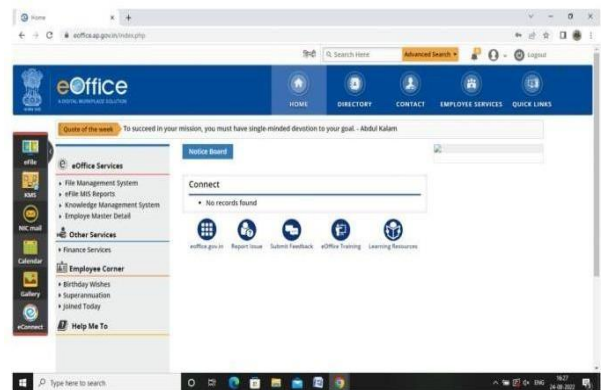 Home
eoffice.ap.gov.in/index.php
हिन्दी
Search Here
Advanced Search
Logout
eOffice
A DIGITAL WORKPLACE SOLUTION
HOME
DIRECTORY
CONTACT
EMPLOYEE SERVICES
QUICK LINKS
Quote of the week
To succeed in your mission, you must have single-minded devotion to your goal. - Abdul Kalam
eFile
KMS
NIC mail
Calendar
Gallery
eConnect
eOffice Services
File Management System
eFile MIS Reports
Knowledge Management System
Employe Master Detail
Other Services
Finance Services
Employee Corner
Birthday Wishes
Superannuation
Joined Today
Help Me To
Notice Board
Connect
No records found
eoffice.gov.in
Report Issue
Submit Feedback
eOffice Training
Learning Resources
Type here to search
ENG
16:27
24-08-2022